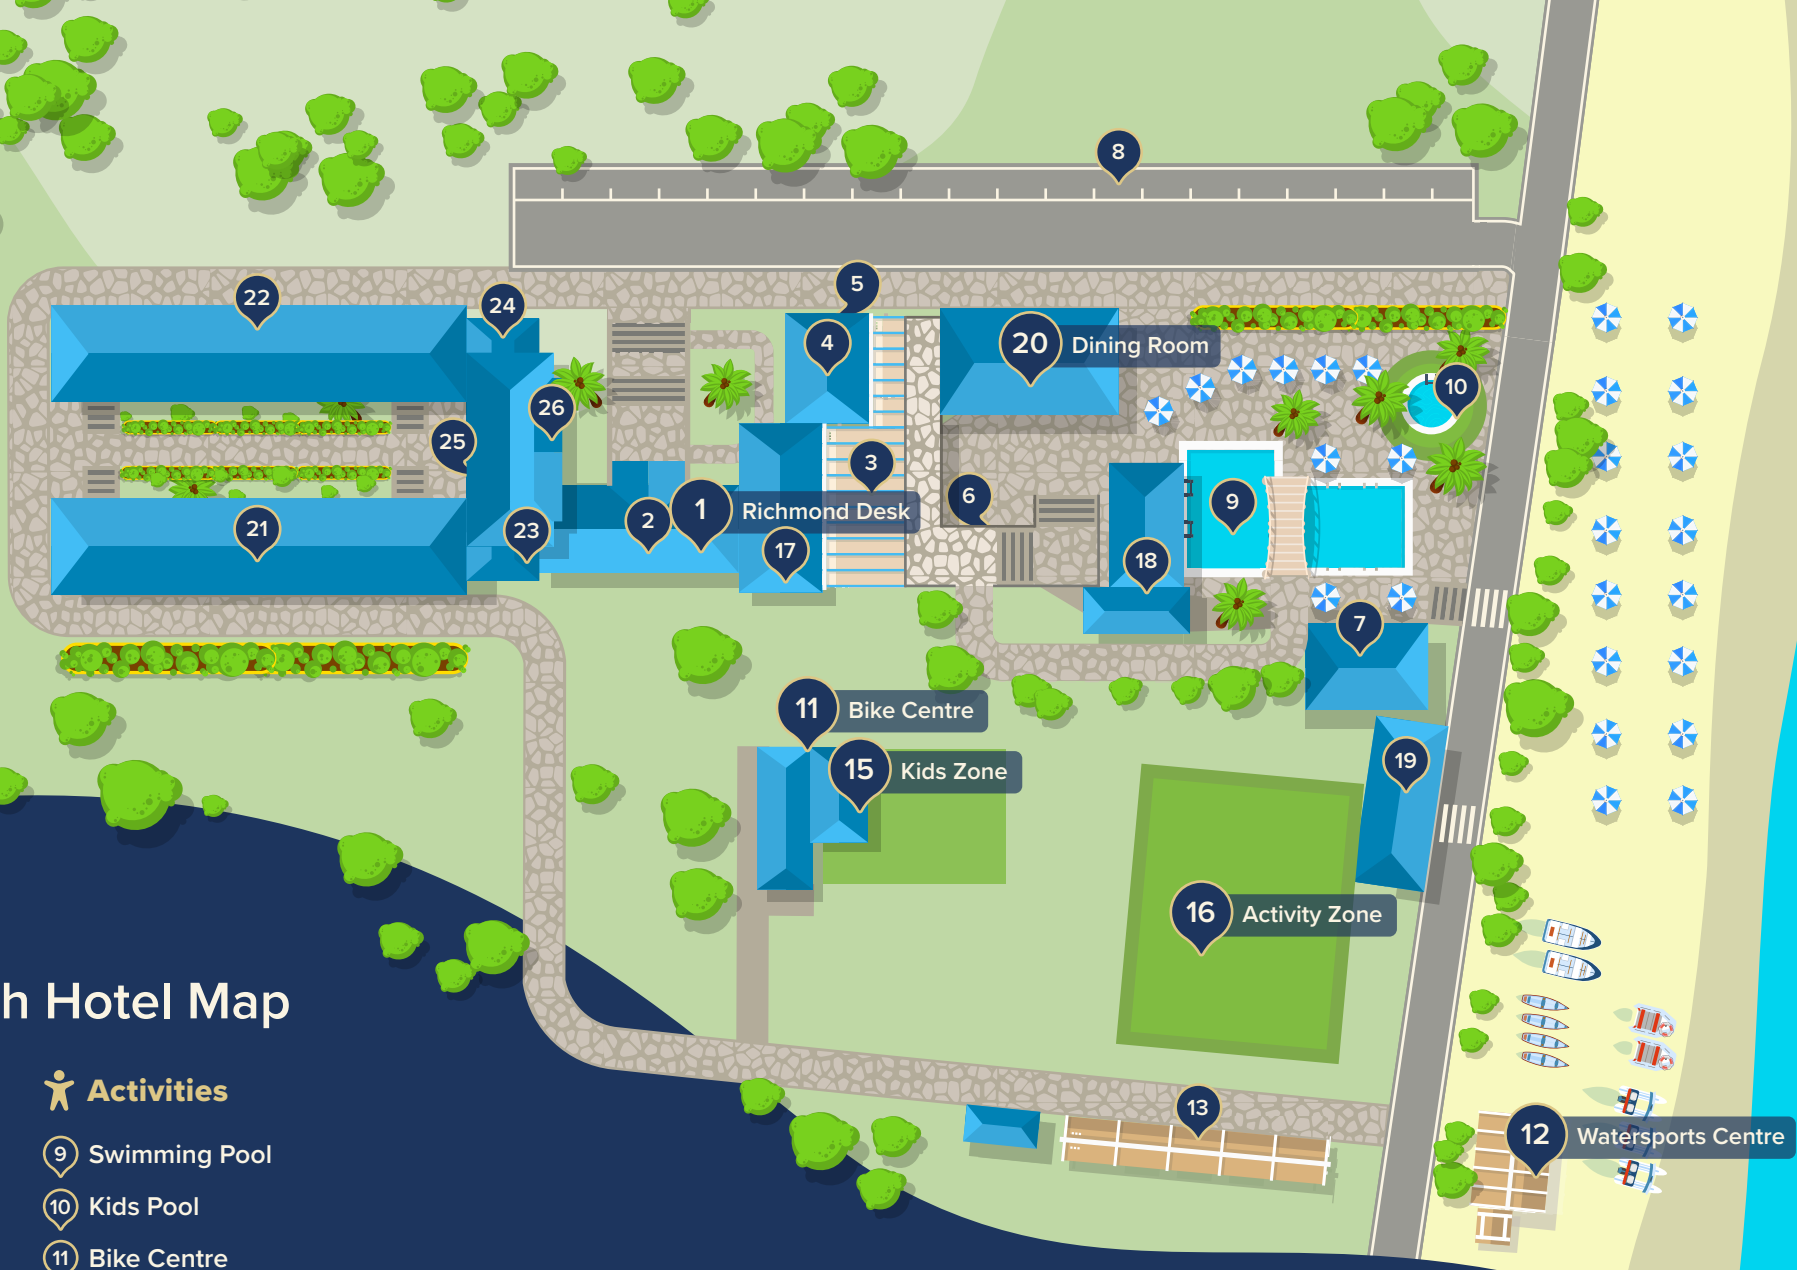 8
5
22
24
4
20 Dining Room
10
26
25
3
6
9
1 Richmond Desk
2
21
23
17
18
7
11 Bike Centre
15 Kids Zone
19
16 Activity Zone
h Hotel Map
Activities
9 Swimming Pool
10 Kids Pool
11 Bike Centre
13
12 Watersports Centre